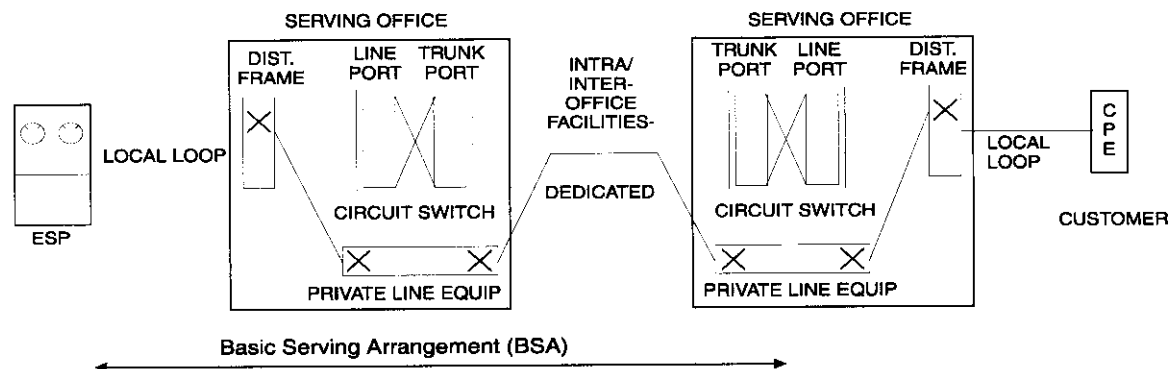 SERVING OFFICE
DIST.
FRAME
LINE
PORT
TRUNK
PORT
CIRCUIT SWITCH
PRIVATE LINE EQUIP
ESP
LOCAL LOOP
INTRA/
INTER-
OFFICE
FACILITIES-
DEDICATED
SERVING OFFICE
TRUNK
PORT
LINE
PORT
DIST.
FRAME
CIRCUIT SWITCH
PRIVATE LINE EQUIP
LOCAL
LOOP
C
P
E
CUSTOMER
Basic Serving Arrangement (BSA)